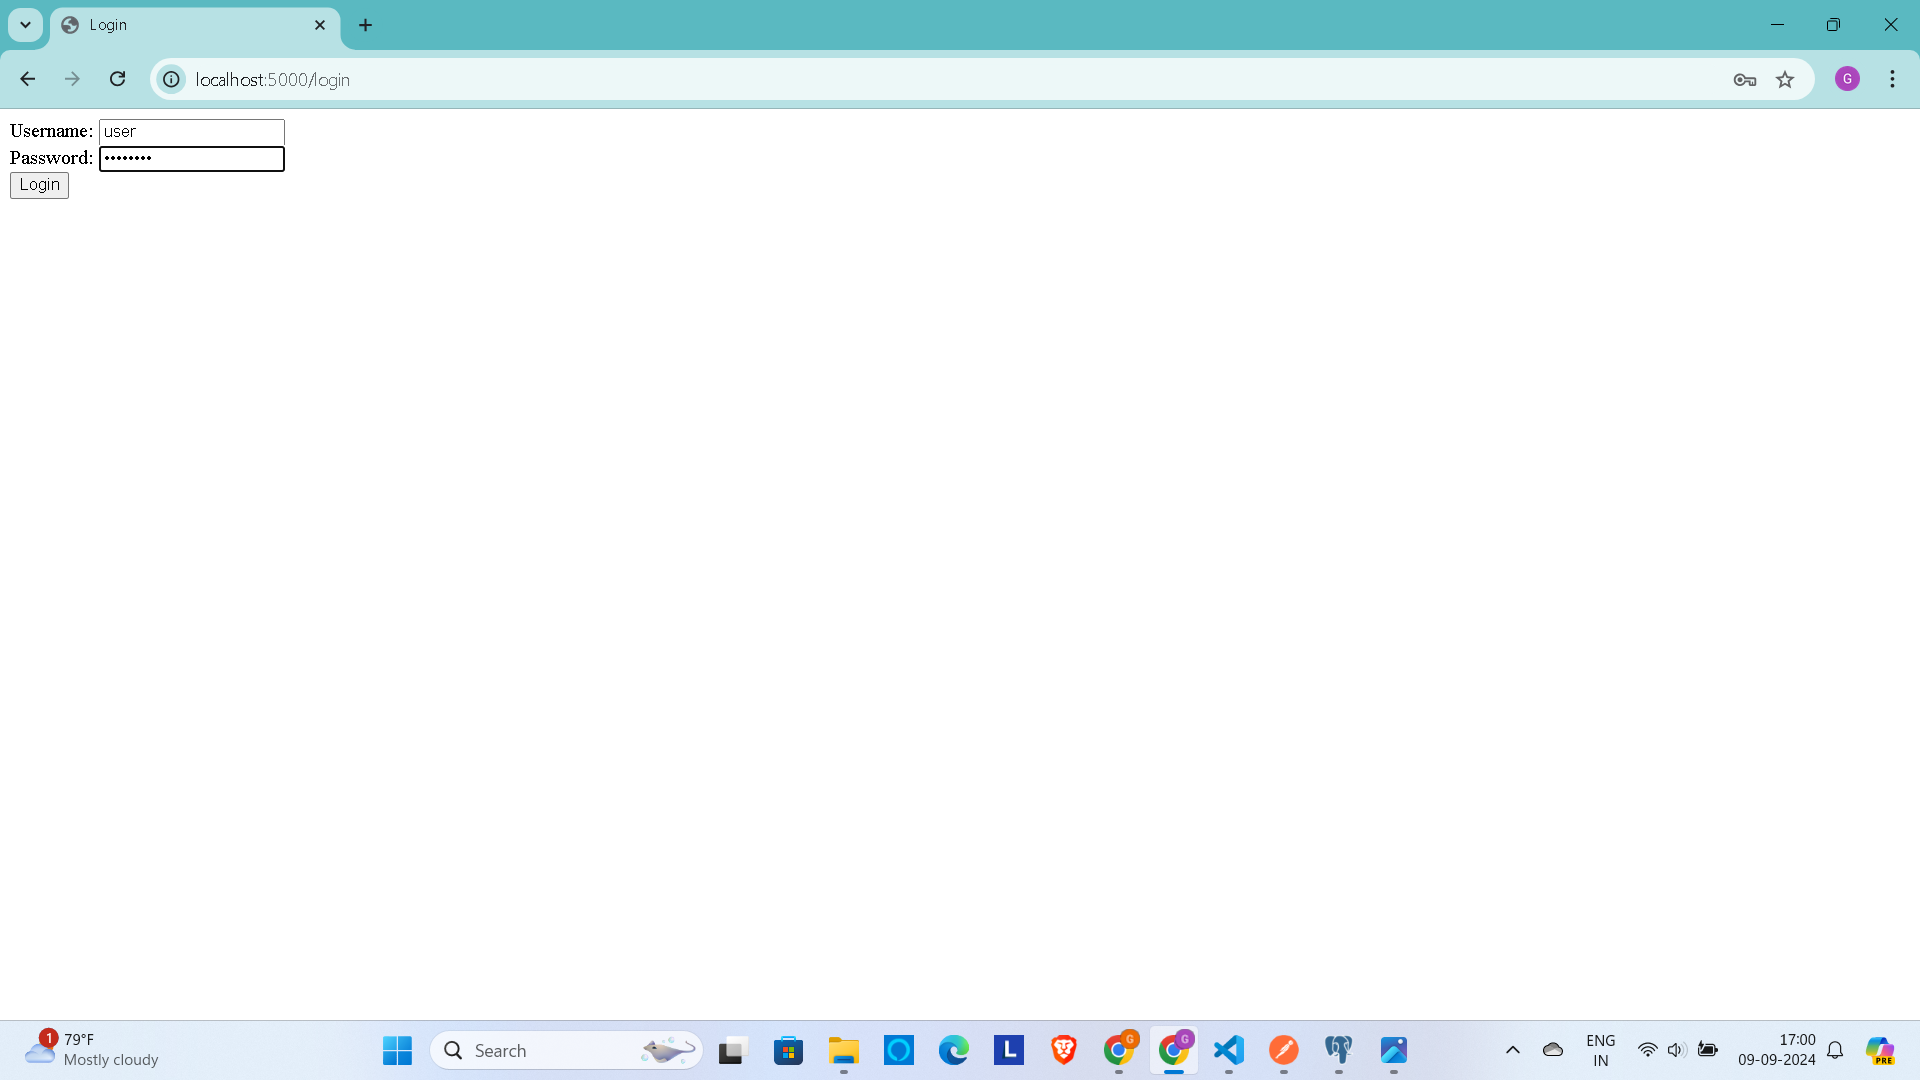 Login
localhost:5000/login
G
Username: user
Password: ••••••••
Login
1
79°F
Mostly cloudy
Search
L
G
G
ENG
IN
17:00
09-09-2024
PRE